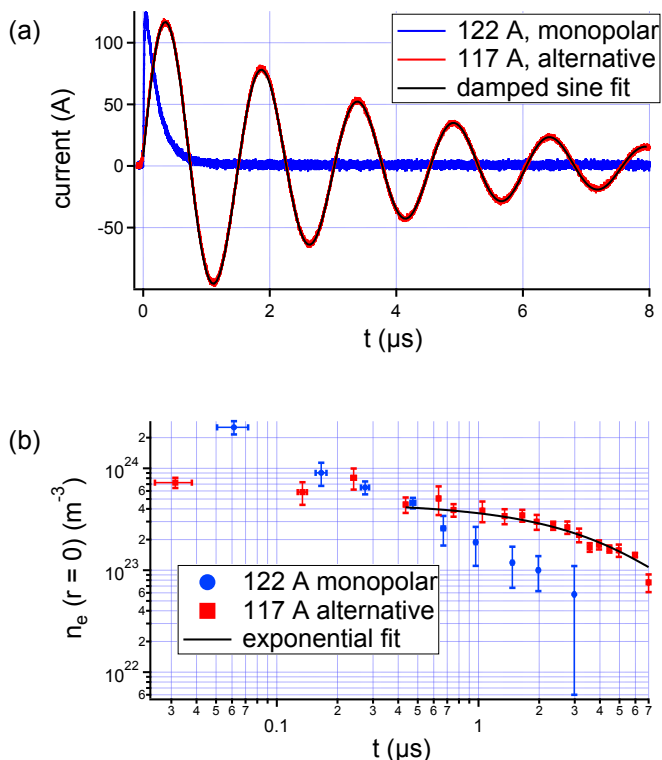 (a)
100
50
0
-50
current (A)
122 A, monopolar
117 A, alternative
damped sine fit
0
2
4
6
8
t (µs)
(b)
2
10²⁴
8
6
4
2
10²³
8
6
4
2
10²²
8
6
nₑ (r = 0) (m⁻³)
122 A monopolar
117 A alternative
exponential fit
3 4 5 6 7 2 3 4 5 6 7 2 3 4 5 6 7
0.1 1
t (µs)